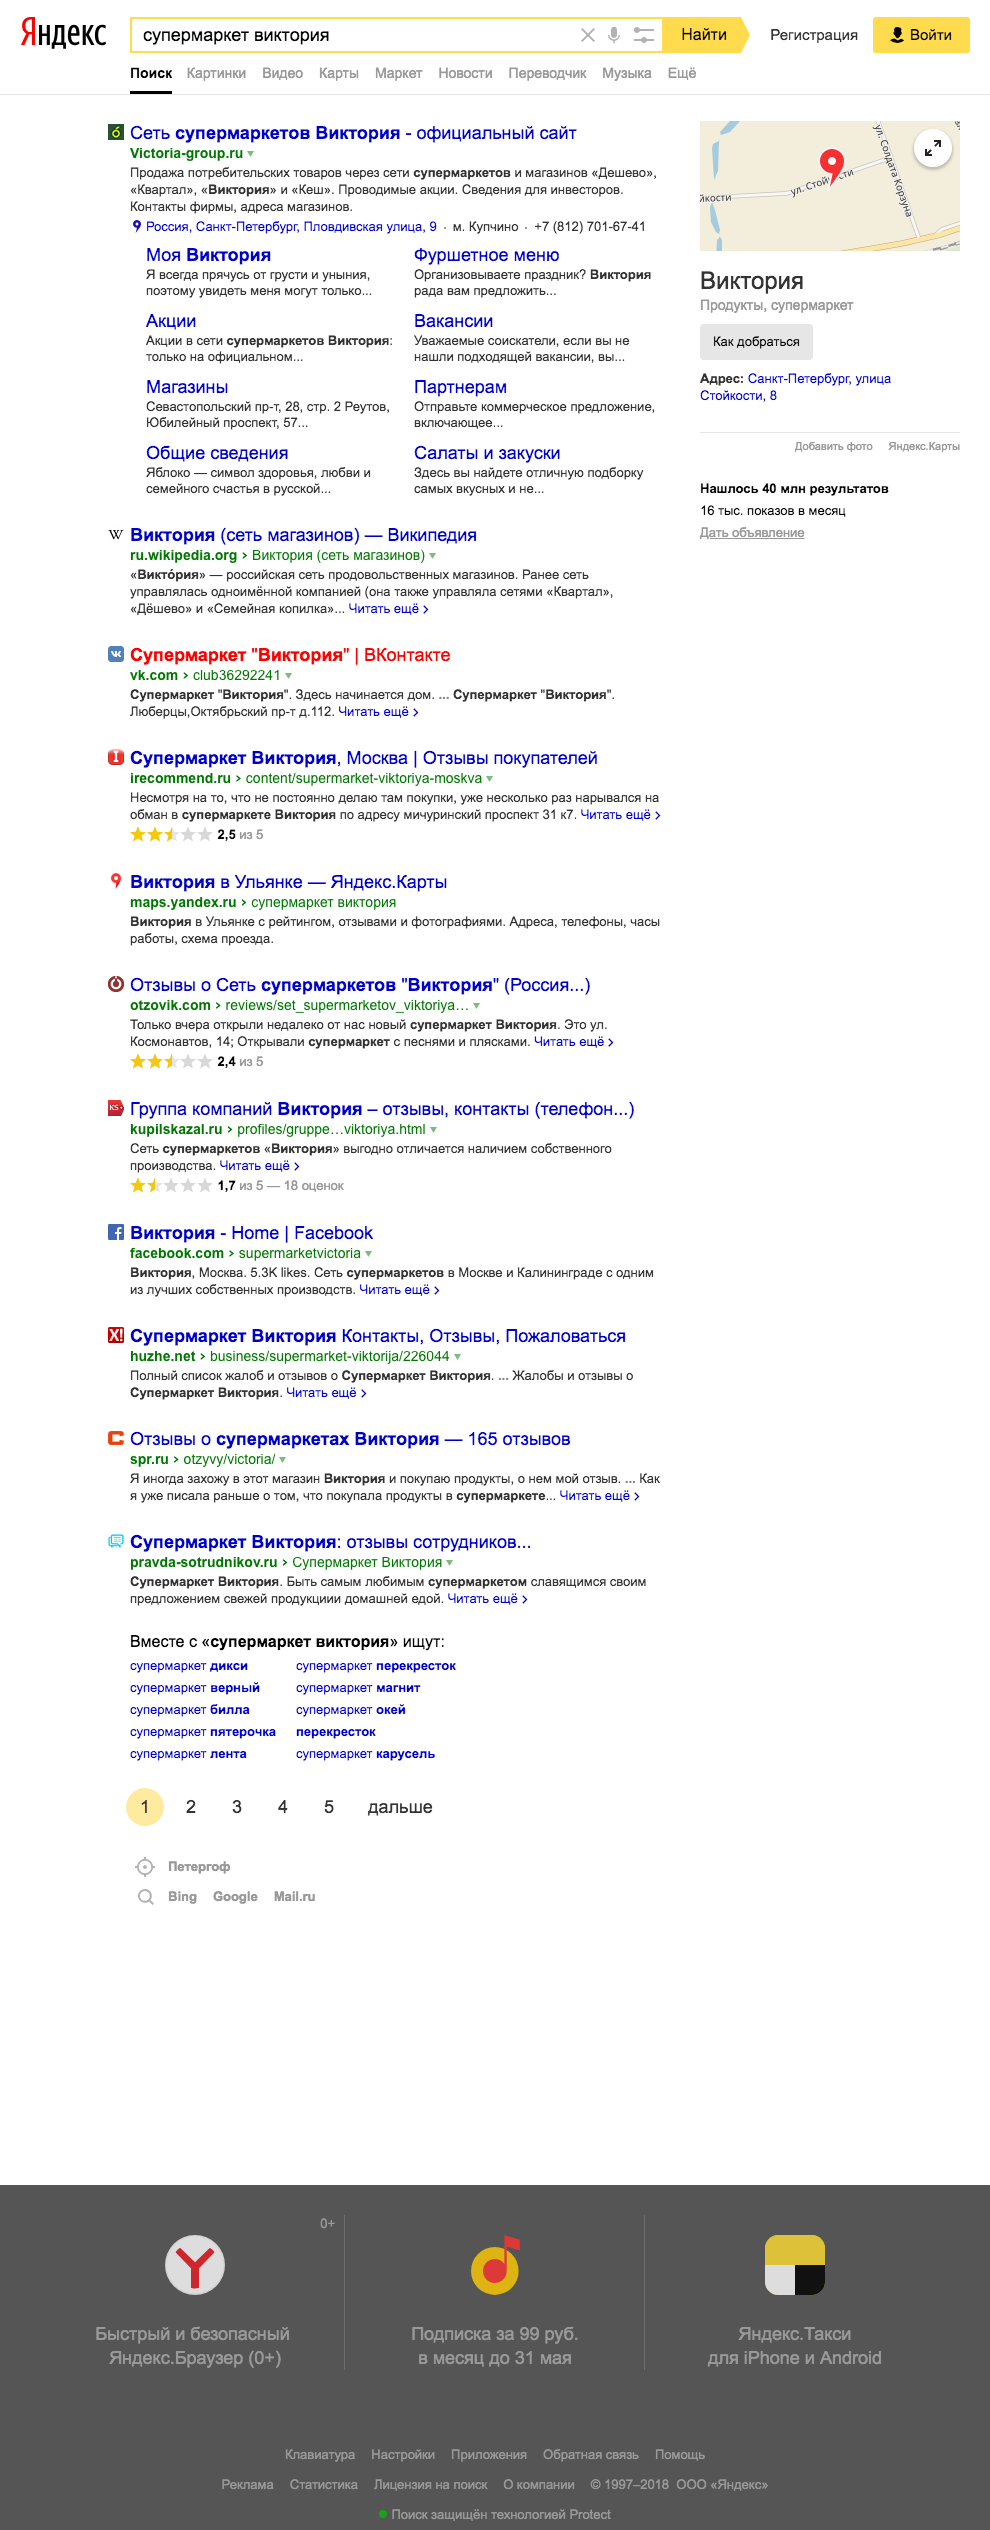 Яндекс
супермаркет виктория
Найти
Регистрация
Войти
Поиск Картинки Видео Карты Маркет Новости Переводчик Музыка Ещё
Сеть супермаркетов Виктория - официальный сайт
Victoria-group.ru
Продажа потребительских товаров через сети супермаркетов и магазинов «Дешево»,
«Квартал», «Виктория» и «Кеш». Проводимые акции. Сведения для инвесторов.
Контакты фирмы, адреса магазинов.
Россия, Санкт-Петербург, Пловдивская улица, 9 · м. Купчино · +7 (812) 701-67-41
Моя Виктория
Я всегда прячусь от грусти и уныния,
поэтому увидеть меня могут только...
Фуршетное меню
Организовываете праздник? Виктория
рада вам предложить...
Акции
Акции в сети супермаркетов Виктория:
только на официальном...
Вакансии
Уважаемые соискатели, если вы не
нашли подходящей вакансии, вы...
Магазины
Севастопольский пр-т, 28, стр. 2 Реутов,
Юбилейный проспект, 57...
Партнерам
Отправьте коммерческое предложение,
включающее...
Общие сведения
Яблоко — символ здоровья, любви и
семейного счастья в русской...
Салаты и закуски
Здесь вы найдете отличную подборку
самых вкусных и не...
W
Виктория (сеть магазинов) — Википедия
ru.wikipedia.org › Виктория (сеть магазинов)
«Викто́рия» — российская сеть продовольственных магазинов. Ранее сеть
управлялась одноимённой компанией (она также управляла сетями «Квартал»,
«Дёшево» и «Семейная копилка»... Читать ещё ›
Супермаркет "Виктория" | ВКонтакте
vk.com › club36292241
Супермаркет "Виктория". Здесь начинается дом. ... Супермаркет "Виктория".
Люберцы,Октябрьский пр-т д.112. Читать ещё ›
Супермаркет Виктория, Москва | Отзывы покупателей
irecommend.ru › content/supermarket-viktoriya-moskva
Несмотря на то, что не постоянно делаю там покупки, уже несколько раз нарывался на
обман в супермаркете Виктория по адресу мичуринский проспект 31 к7. Читать ещё ›
2,5 из 5
Виктория в Ульянке — Яндекс.Карты
maps.yandex.ru › супермаркет виктория
Виктория в Ульянке с рейтингом, отзывами и фотографиями. Адреса, телефоны, часы
работы, схема проезда.
Отзывы о Сеть супермаркетов "Виктория" (Россия...)
otzovik.com › reviews/set_supermarketov_viktoriya…
Только вчера открыли недалеко от нас новый супермаркет Виктория. Это ул.
Космонавтов, 14; Открывали супермаркет с песнями и плясками. Читать ещё ›
2,4 из 5
KS
Группа компаний Виктория – отзывы, контакты (телефон...)
kupilskazal.ru › profiles/gruppe…viktoriya.html
Сеть супермаркетов «Виктория» выгодно отличается наличием собственного
производства. Читать ещё ›
1,7 из 5 — 18 оценок
Виктория - Home | Facebook
facebook.com › supermarketvictoria
Виктория, Москва. 5.3K likes. Сеть супермаркетов в Москве и Калининграде с одним
из лучших собственных производств. Читать ещё ›
X!
Супермаркет Виктория Контакты, Отзывы, Пожаловаться
huzhe.net › business/supermarket-viktorija/226044
Полный список жалоб и отзывов о Супермаркет Виктория. ... Жалобы и отзывы о
Супермаркет Виктория. Читать ещё ›
Отзывы о супермаркетах Виктория — 165 отзывов
spr.ru › otzyvy/victoria/
Я иногда захожу в этот магазин Виктория и покупаю продукты, о нем мой отзыв. ... Как
я уже писала раньше о том, что покупала продукты в супермаркете... Читать ещё ›
Супермаркет Виктория: отзывы сотрудников...
pravda-sotrudnikov.ru › Супермаркет Виктория
Супермаркет Виктория. Быть самым любимым супермаркетом славящимся своим
предложением свежей продукциии домашней едой. Читать ещё ›
Вместе с «супермаркет виктория» ищут:
супермаркет дикси
супермаркет верный
супермаркет билла
супермаркет пятерочка
супермаркет лента
супермаркет перекресток
супермаркет магнит
супермаркет окей
перекресток
супермаркет карусель
1 2 3 4 5 дальше
Петергоф
Bing Google Mail.ru
йкости
ул. Стойкости
ул. Солдата Корзуна
Виктория
Продукты, супермаркет
Как добраться
Адрес: Санкт-Петербург, улица
Стойкости, 8
Добавить фото Яндекс.Карты
Нашлось 40 млн результатов
16 тыс. показов в месяц
Дать объявление
0+
Быстрый и безопасный
Яндекс.Браузер (0+)
Подписка за 99 руб.
в месяц до 31 мая
Яндекс.Такси
для iPhone и Android
Клавиатура Настройки Приложения Обратная связь Помощь
Реклама Статистика Лицензия на поиск О компании © 1997–2018 ООО «Яндекс»
Поиск защищён технологией Protect